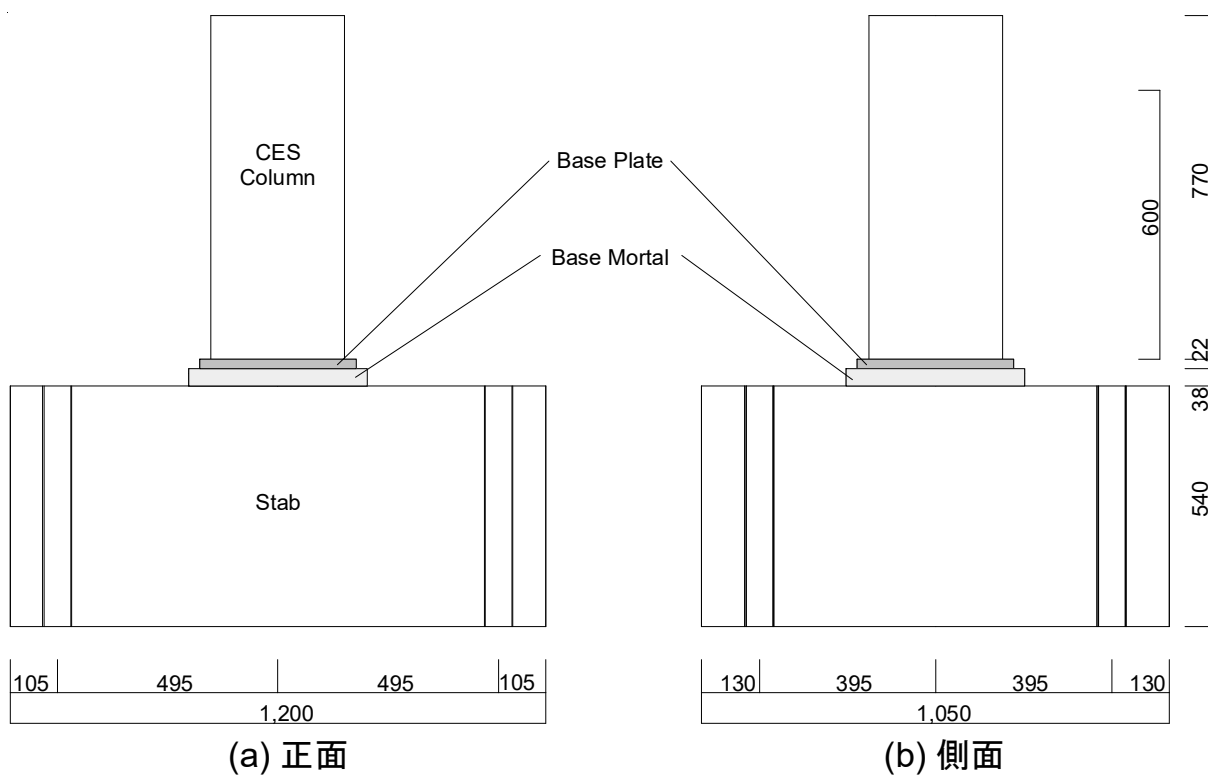 CES
Column
Base Plate
Base Mortal
Stab
600
770
22
38
540
105
495
495
105
1,200
130
395
395
130
1,050
(a) 正面
(b) 側面